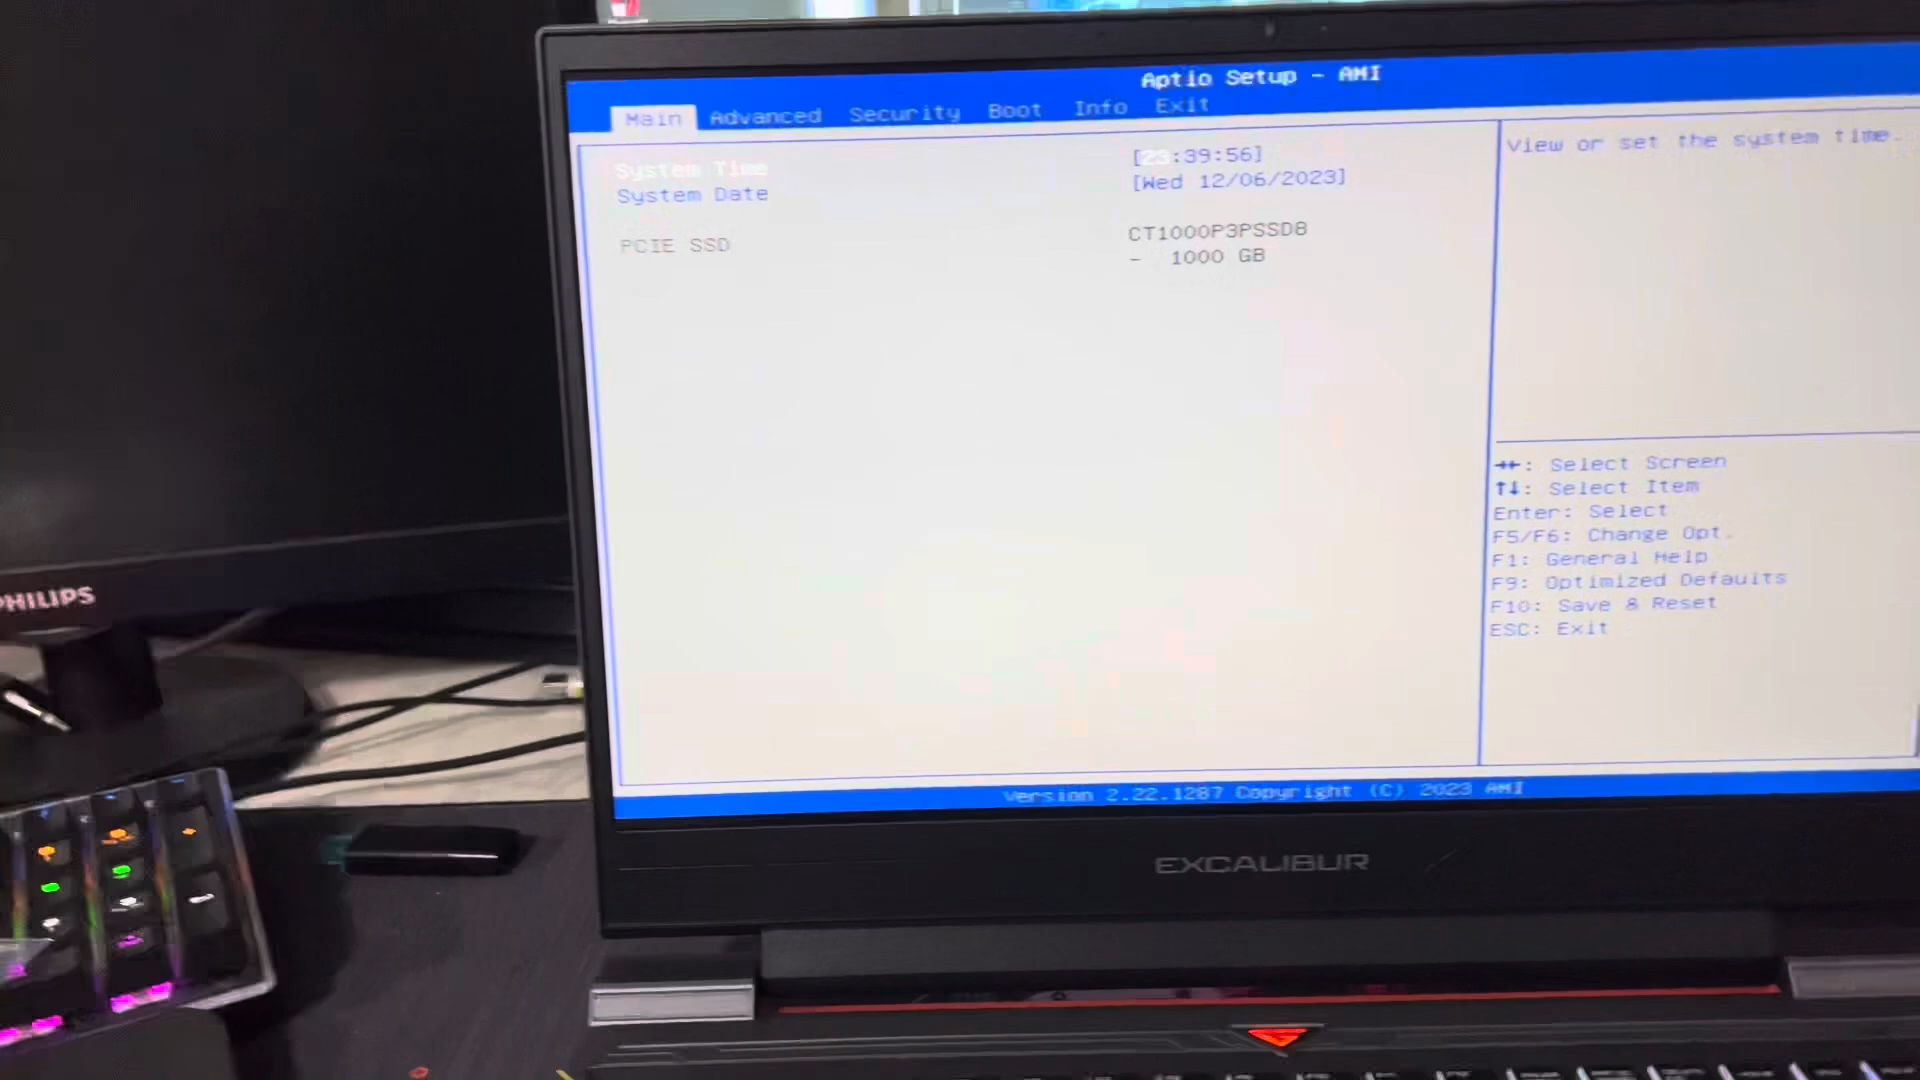 Aptio Setup - AMI
Main Advanced Security Boot Info Exit
System Time [23:39:56]
System Date [Wed 12/06/2023]
PCIE SSD CT1000P3PSSD8
- 1000 GB
View or set the system time.
→←: Select Screen
↑↓: Select Item
Enter: Select
F5/F6: Change Opt.
F1: General Help
F9: Optimized Defaults
F10: Save & Reset
ESC: Exit
Version 2.22.1287 Copyright (C) 2023 AMI
PHILIPS
EXCALIBUR